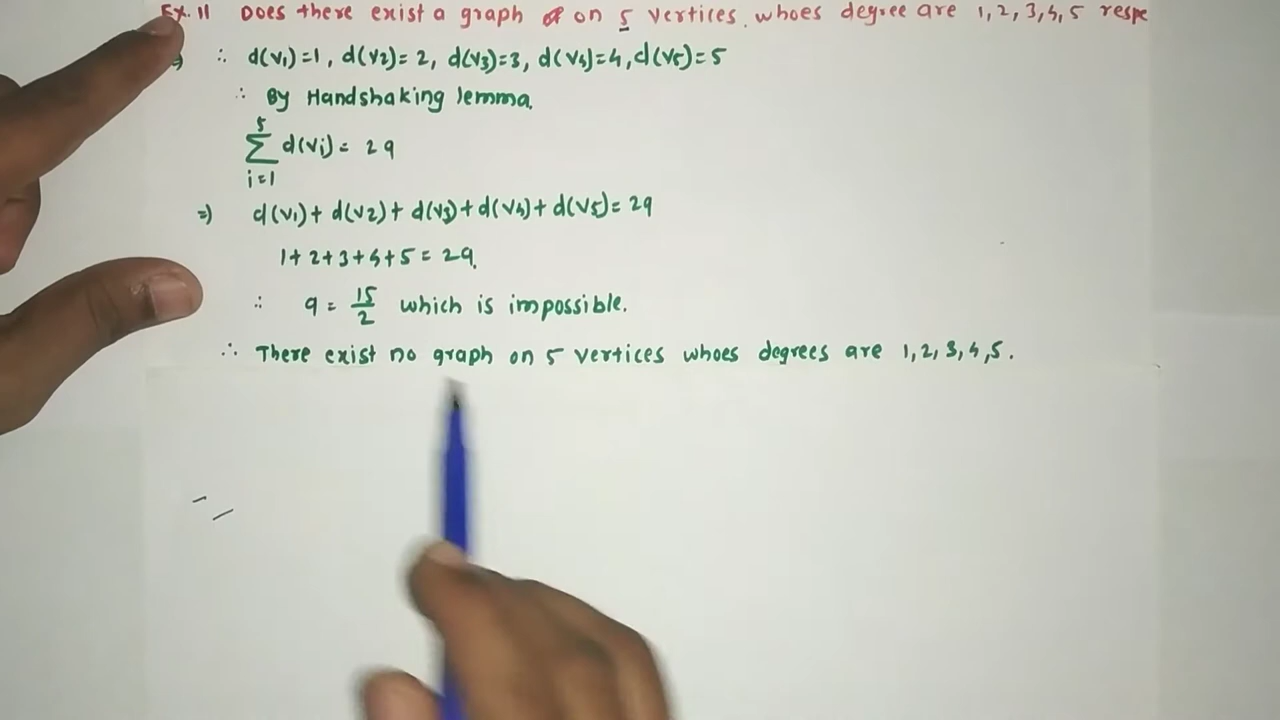 Ex. 11 Does there exist a graph on 5 vertices whoes degree are 1,2,3,4,5 respe
∴ d(v1)=1, d(v2)=2, d(v3)=3, d(v4)=4, d(v5)=5
∴ By Handshaking lemma.
5
∑ d(vi) = 2q
i=1
⇒ d(v1)+ d(v2)+ d(v3)+d(v4)+ d(v5)= 2q
1+2+3+4+5 = 2q.
∴ q = 15/2 which is impossible.
∴ There exist no graph on 5 vertices whoes degrees are 1,2,3,4,5.